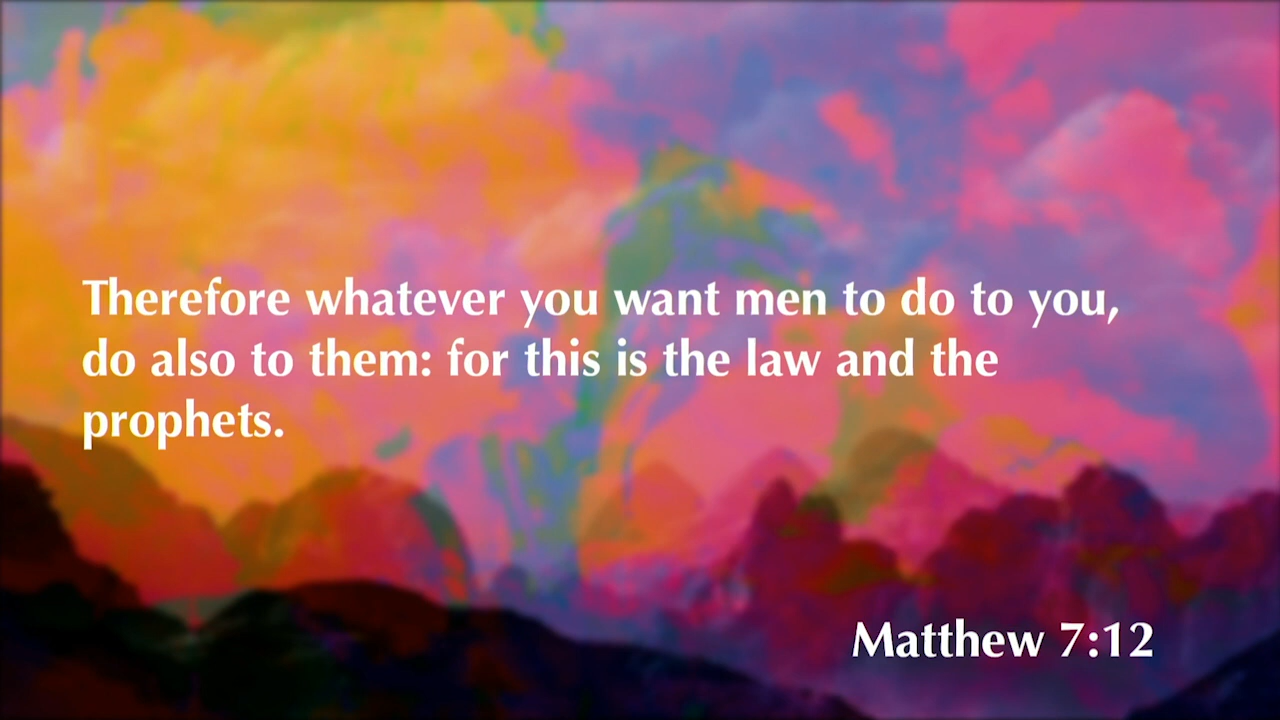 Therefore whatever you want men to do to you,
do also to them: for this is the law and the
prophets.
Matthew 7:12